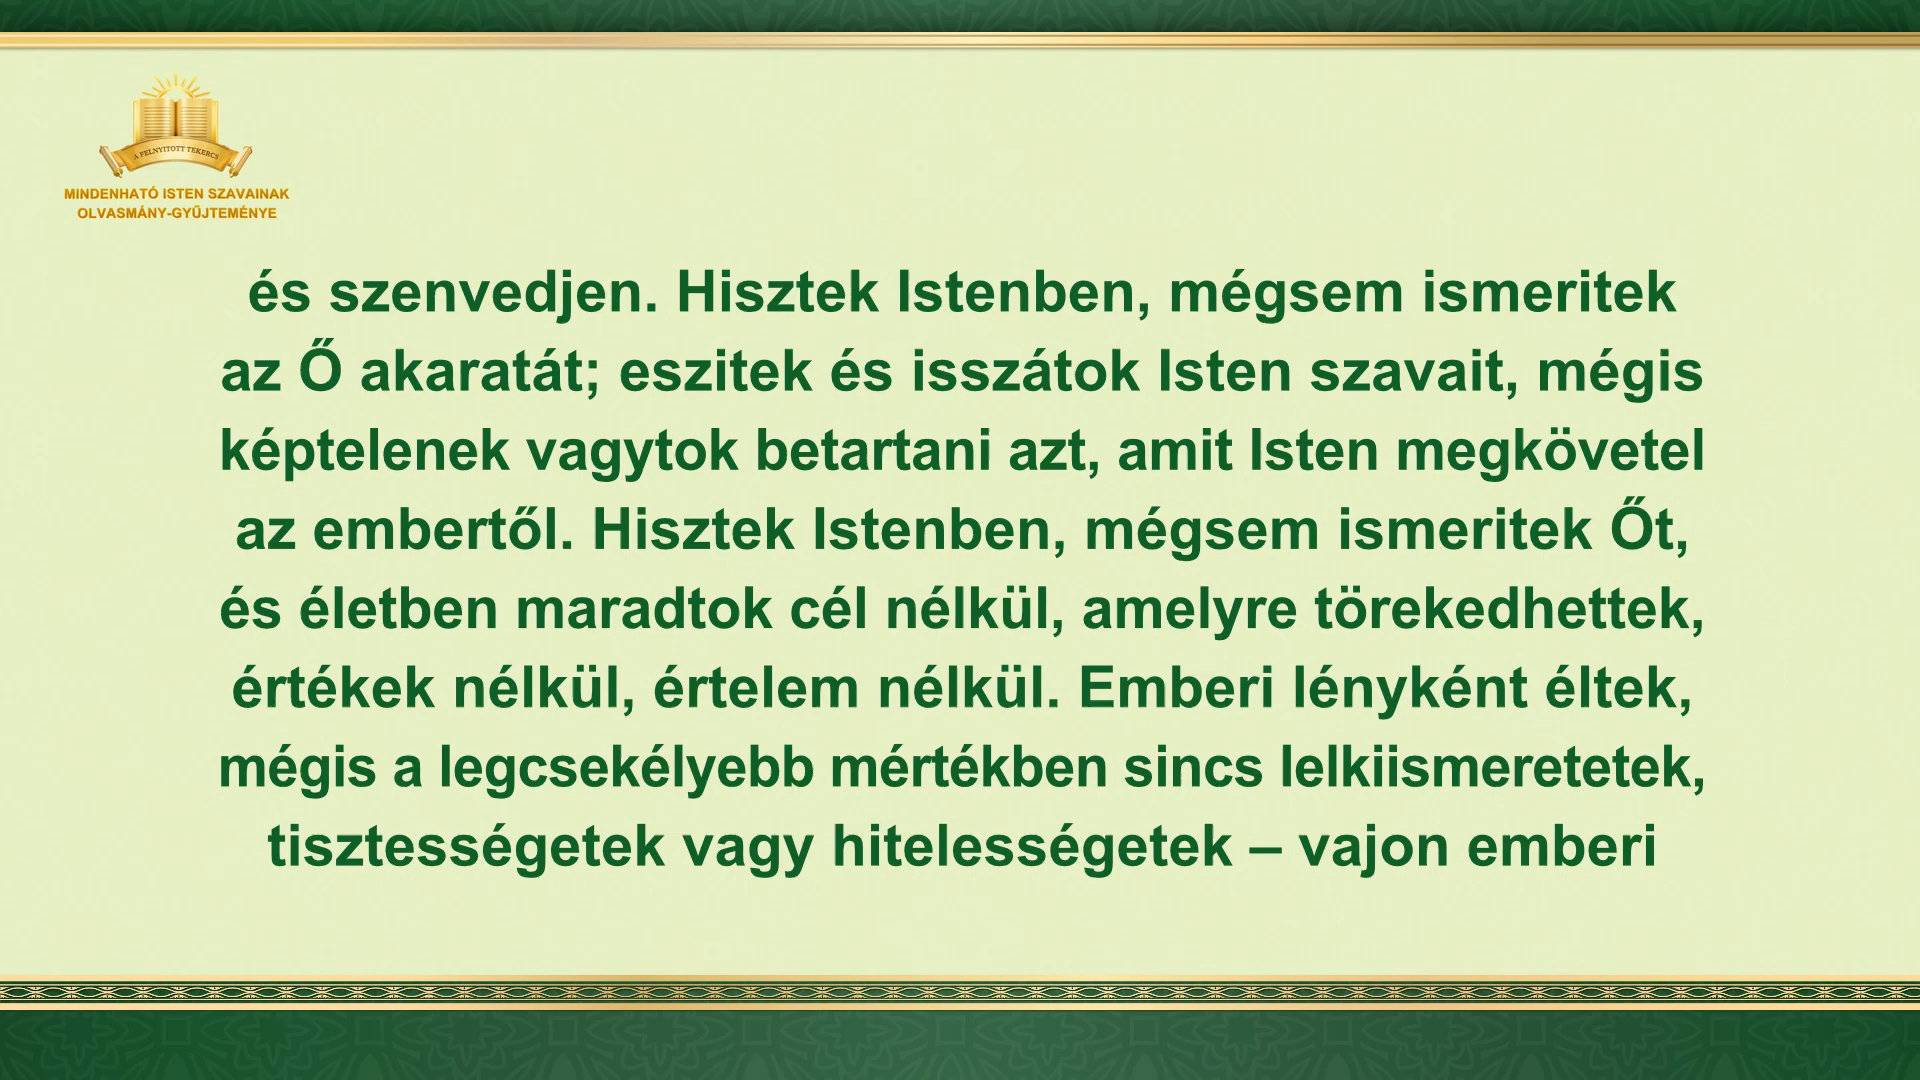 A FELNYITOTT TEKERCS
MINDENHATÓ ISTEN SZAVAINAK
OLVASMÁNY-GYŰJTEMÉNYE
és szenvedjen. Hisztek Istenben, mégsem ismeritek
az Ő akaratát; eszitek és isszátok Isten szavait, mégis
képtelenek vagytok betartani azt, amit Isten megkövetel
az embertől. Hisztek Istenben, mégsem ismeritek Őt,
és életben maradtok cél nélkül, amelyre törekedhettek,
értékek nélkül, értelem nélkül. Emberi lényként éltek,
mégis a legcsekélyebb mértékben sincs lelkiismeretetek,
tisztességetek vagy hitelességetek – vajon emberi